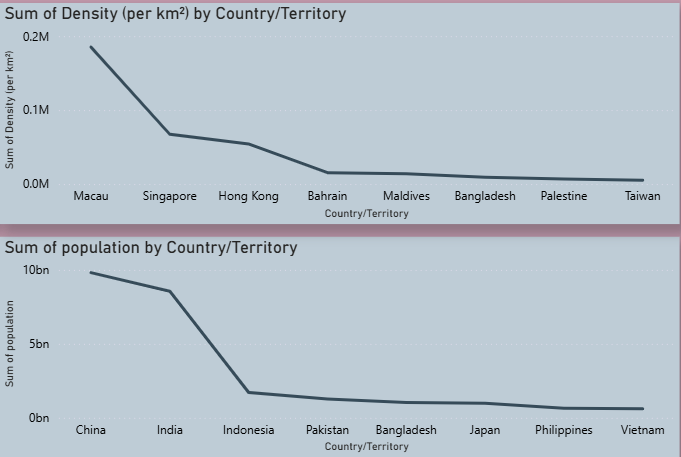 Sum of Density (per km²) by Country/Territory
0.2M
0.1M
0.0M
Sum of Density (per km²)
Macau Singapore Hong Kong Bahrain Maldives Bangladesh Palestine Taiwan
Country/Territory
Sum of population by Country/Territory
10bn
5bn
0bn
Sum of population
China India Indonesia Pakistan Bangladesh Japan Philippines Vietnam
Country/Territory